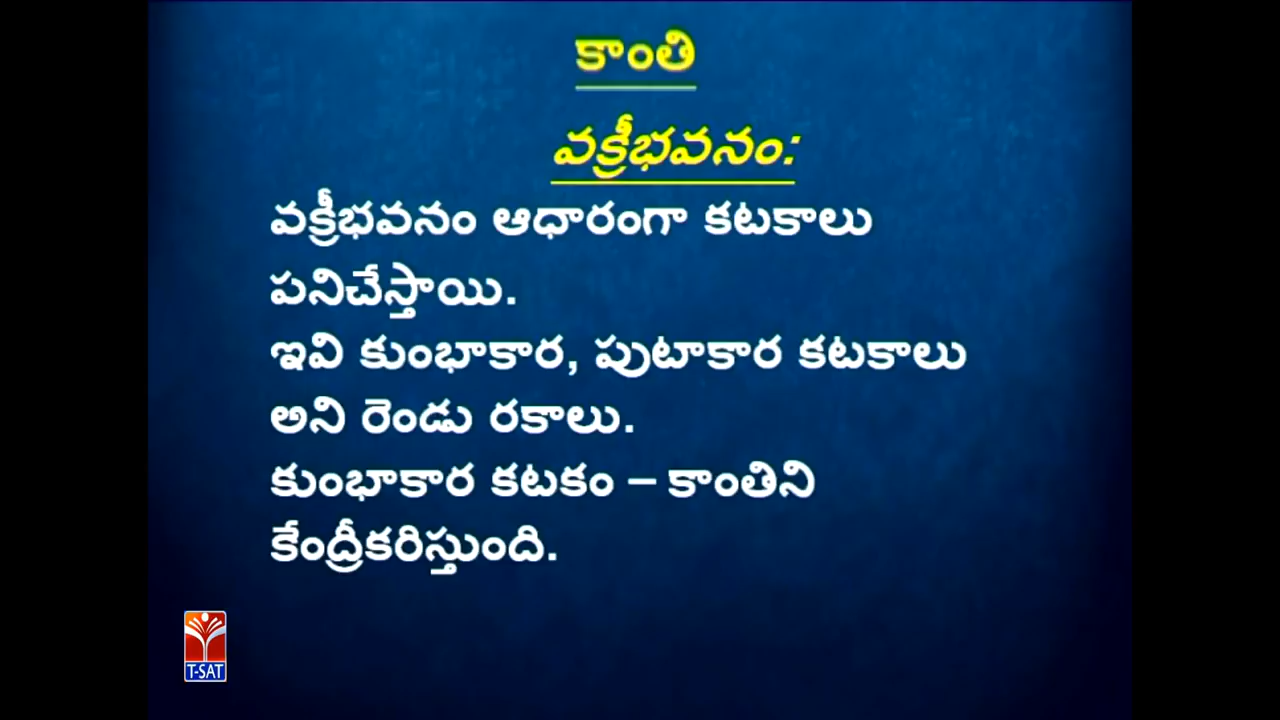 కాంతి
వక్రీభవనం:
వక్రీభవనం ఆధారంగా కటకాలు
పనిచేస్తాయి.
ఇవి కుంభాకార, పుటాకార కటకాలు
అని రెండు రకాలు.
కుంభాకార కటకం – కాంతిని
కేంద్రీకరిస్తుంది.
T-SAT